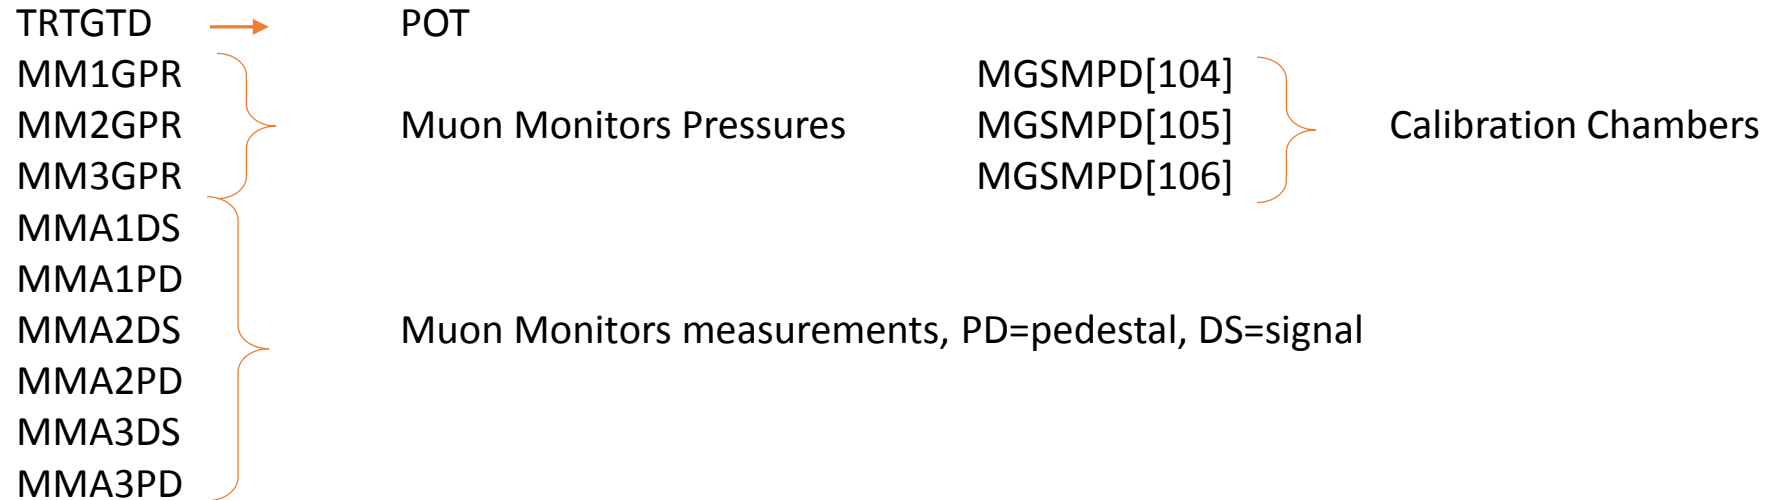 TRTGTD POT
MM1GPR MGSMPD[104]
MM2GPR Muon Monitors Pressures MGSMPD[105] Calibration Chambers
MM3GPR MGSMPD[106]
MMA1DS
MMA1PD
MMA2DS Muon Monitors measurements, PD=pedestal, DS=signal
MMA2PD
MMA3DS
MMA3PD